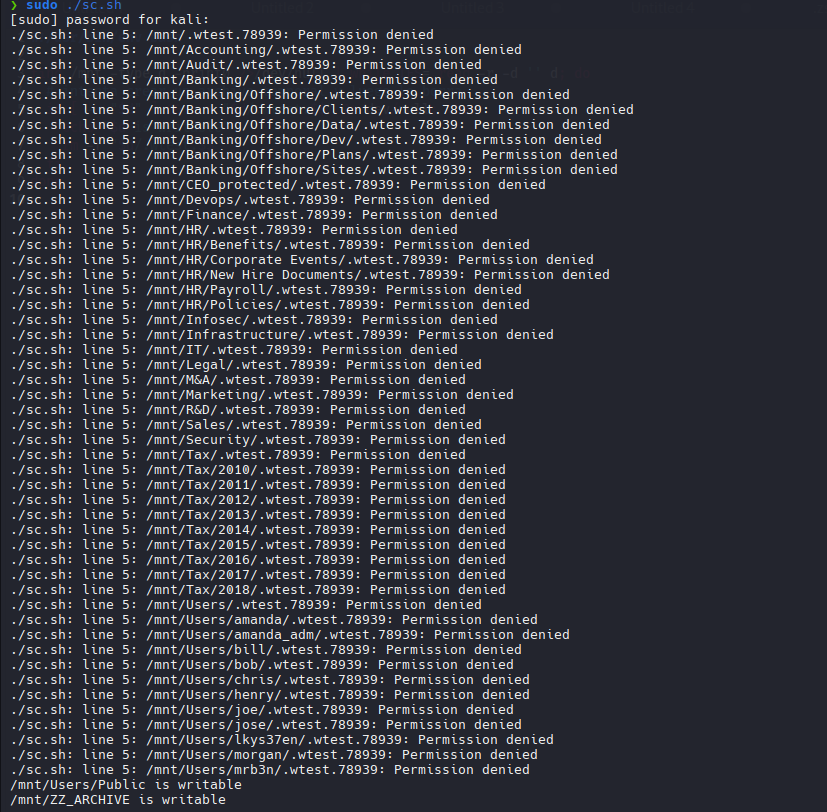 ❯ sudo ./sc.sh
[sudo] password for kali:
./sc.sh: line 5: /mnt/.wtest.78939: Permission denied
./sc.sh: line 5: /mnt/Accounting/.wtest.78939: Permission denied
./sc.sh: line 5: /mnt/Audit/.wtest.78939: Permission denied
./sc.sh: line 5: /mnt/Banking/.wtest.78939: Permission denied
./sc.sh: line 5: /mnt/Banking/Offshore/.wtest.78939: Permission denied
./sc.sh: line 5: /mnt/Banking/Offshore/Clients/.wtest.78939: Permission denied
./sc.sh: line 5: /mnt/Banking/Offshore/Data/.wtest.78939: Permission denied
./sc.sh: line 5: /mnt/Banking/Offshore/Dev/.wtest.78939: Permission denied
./sc.sh: line 5: /mnt/Banking/Offshore/Plans/.wtest.78939: Permission denied
./sc.sh: line 5: /mnt/Banking/Offshore/Sites/.wtest.78939: Permission denied
./sc.sh: line 5: /mnt/CEO_protected/.wtest.78939: Permission denied
./sc.sh: line 5: /mnt/Devops/.wtest.78939: Permission denied
./sc.sh: line 5: /mnt/Finance/.wtest.78939: Permission denied
./sc.sh: line 5: /mnt/HR/.wtest.78939: Permission denied
./sc.sh: line 5: /mnt/HR/Benefits/.wtest.78939: Permission denied
./sc.sh: line 5: /mnt/HR/Corporate Events/.wtest.78939: Permission denied
./sc.sh: line 5: /mnt/HR/New Hire Documents/.wtest.78939: Permission denied
./sc.sh: line 5: /mnt/HR/Payroll/.wtest.78939: Permission denied
./sc.sh: line 5: /mnt/HR/Policies/.wtest.78939: Permission denied
./sc.sh: line 5: /mnt/Infosec/.wtest.78939: Permission denied
./sc.sh: line 5: /mnt/Infrastructure/.wtest.78939: Permission denied
./sc.sh: line 5: /mnt/IT/.wtest.78939: Permission denied
./sc.sh: line 5: /mnt/Legal/.wtest.78939: Permission denied
./sc.sh: line 5: /mnt/M&A/.wtest.78939: Permission denied
./sc.sh: line 5: /mnt/Marketing/.wtest.78939: Permission denied
./sc.sh: line 5: /mnt/R&D/.wtest.78939: Permission denied
./sc.sh: line 5: /mnt/Sales/.wtest.78939: Permission denied
./sc.sh: line 5: /mnt/Security/.wtest.78939: Permission denied
./sc.sh: line 5: /mnt/Tax/.wtest.78939: Permission denied
./sc.sh: line 5: /mnt/Tax/2010/.wtest.78939: Permission denied
./sc.sh: line 5: /mnt/Tax/2011/.wtest.78939: Permission denied
./sc.sh: line 5: /mnt/Tax/2012/.wtest.78939: Permission denied
./sc.sh: line 5: /mnt/Tax/2013/.wtest.78939: Permission denied
./sc.sh: line 5: /mnt/Tax/2014/.wtest.78939: Permission denied
./sc.sh: line 5: /mnt/Tax/2015/.wtest.78939: Permission denied
./sc.sh: line 5: /mnt/Tax/2016/.wtest.78939: Permission denied
./sc.sh: line 5: /mnt/Tax/2017/.wtest.78939: Permission denied
./sc.sh: line 5: /mnt/Tax/2018/.wtest.78939: Permission denied
./sc.sh: line 5: /mnt/Users/.wtest.78939: Permission denied
./sc.sh: line 5: /mnt/Users/amanda/.wtest.78939: Permission denied
./sc.sh: line 5: /mnt/Users/amanda_adm/.wtest.78939: Permission denied
./sc.sh: line 5: /mnt/Users/bill/.wtest.78939: Permission denied
./sc.sh: line 5: /mnt/Users/bob/.wtest.78939: Permission denied
./sc.sh: line 5: /mnt/Users/chris/.wtest.78939: Permission denied
./sc.sh: line 5: /mnt/Users/henry/.wtest.78939: Permission denied
./sc.sh: line 5: /mnt/Users/joe/.wtest.78939: Permission denied
./sc.sh: line 5: /mnt/Users/jose/.wtest.78939: Permission denied
./sc.sh: line 5: /mnt/Users/lkys37en/.wtest.78939: Permission denied
./sc.sh: line 5: /mnt/Users/morgan/.wtest.78939: Permission denied
./sc.sh: line 5: /mnt/Users/mrb3n/.wtest.78939: Permission denied
/mnt/Users/Public is writable
/mnt/ZZ_ARCHIVE is writable